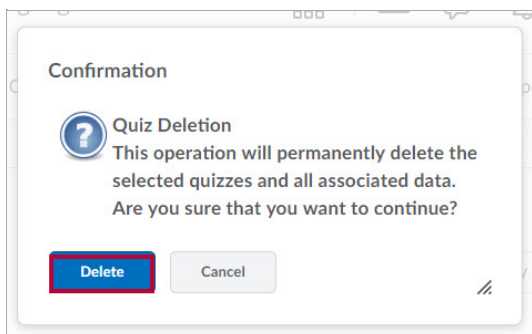 Confirmation
Quiz Deletion
This operation will permanently delete the
selected quizzes and all associated data.
Are you sure that you want to continue?
Delete
Cancel